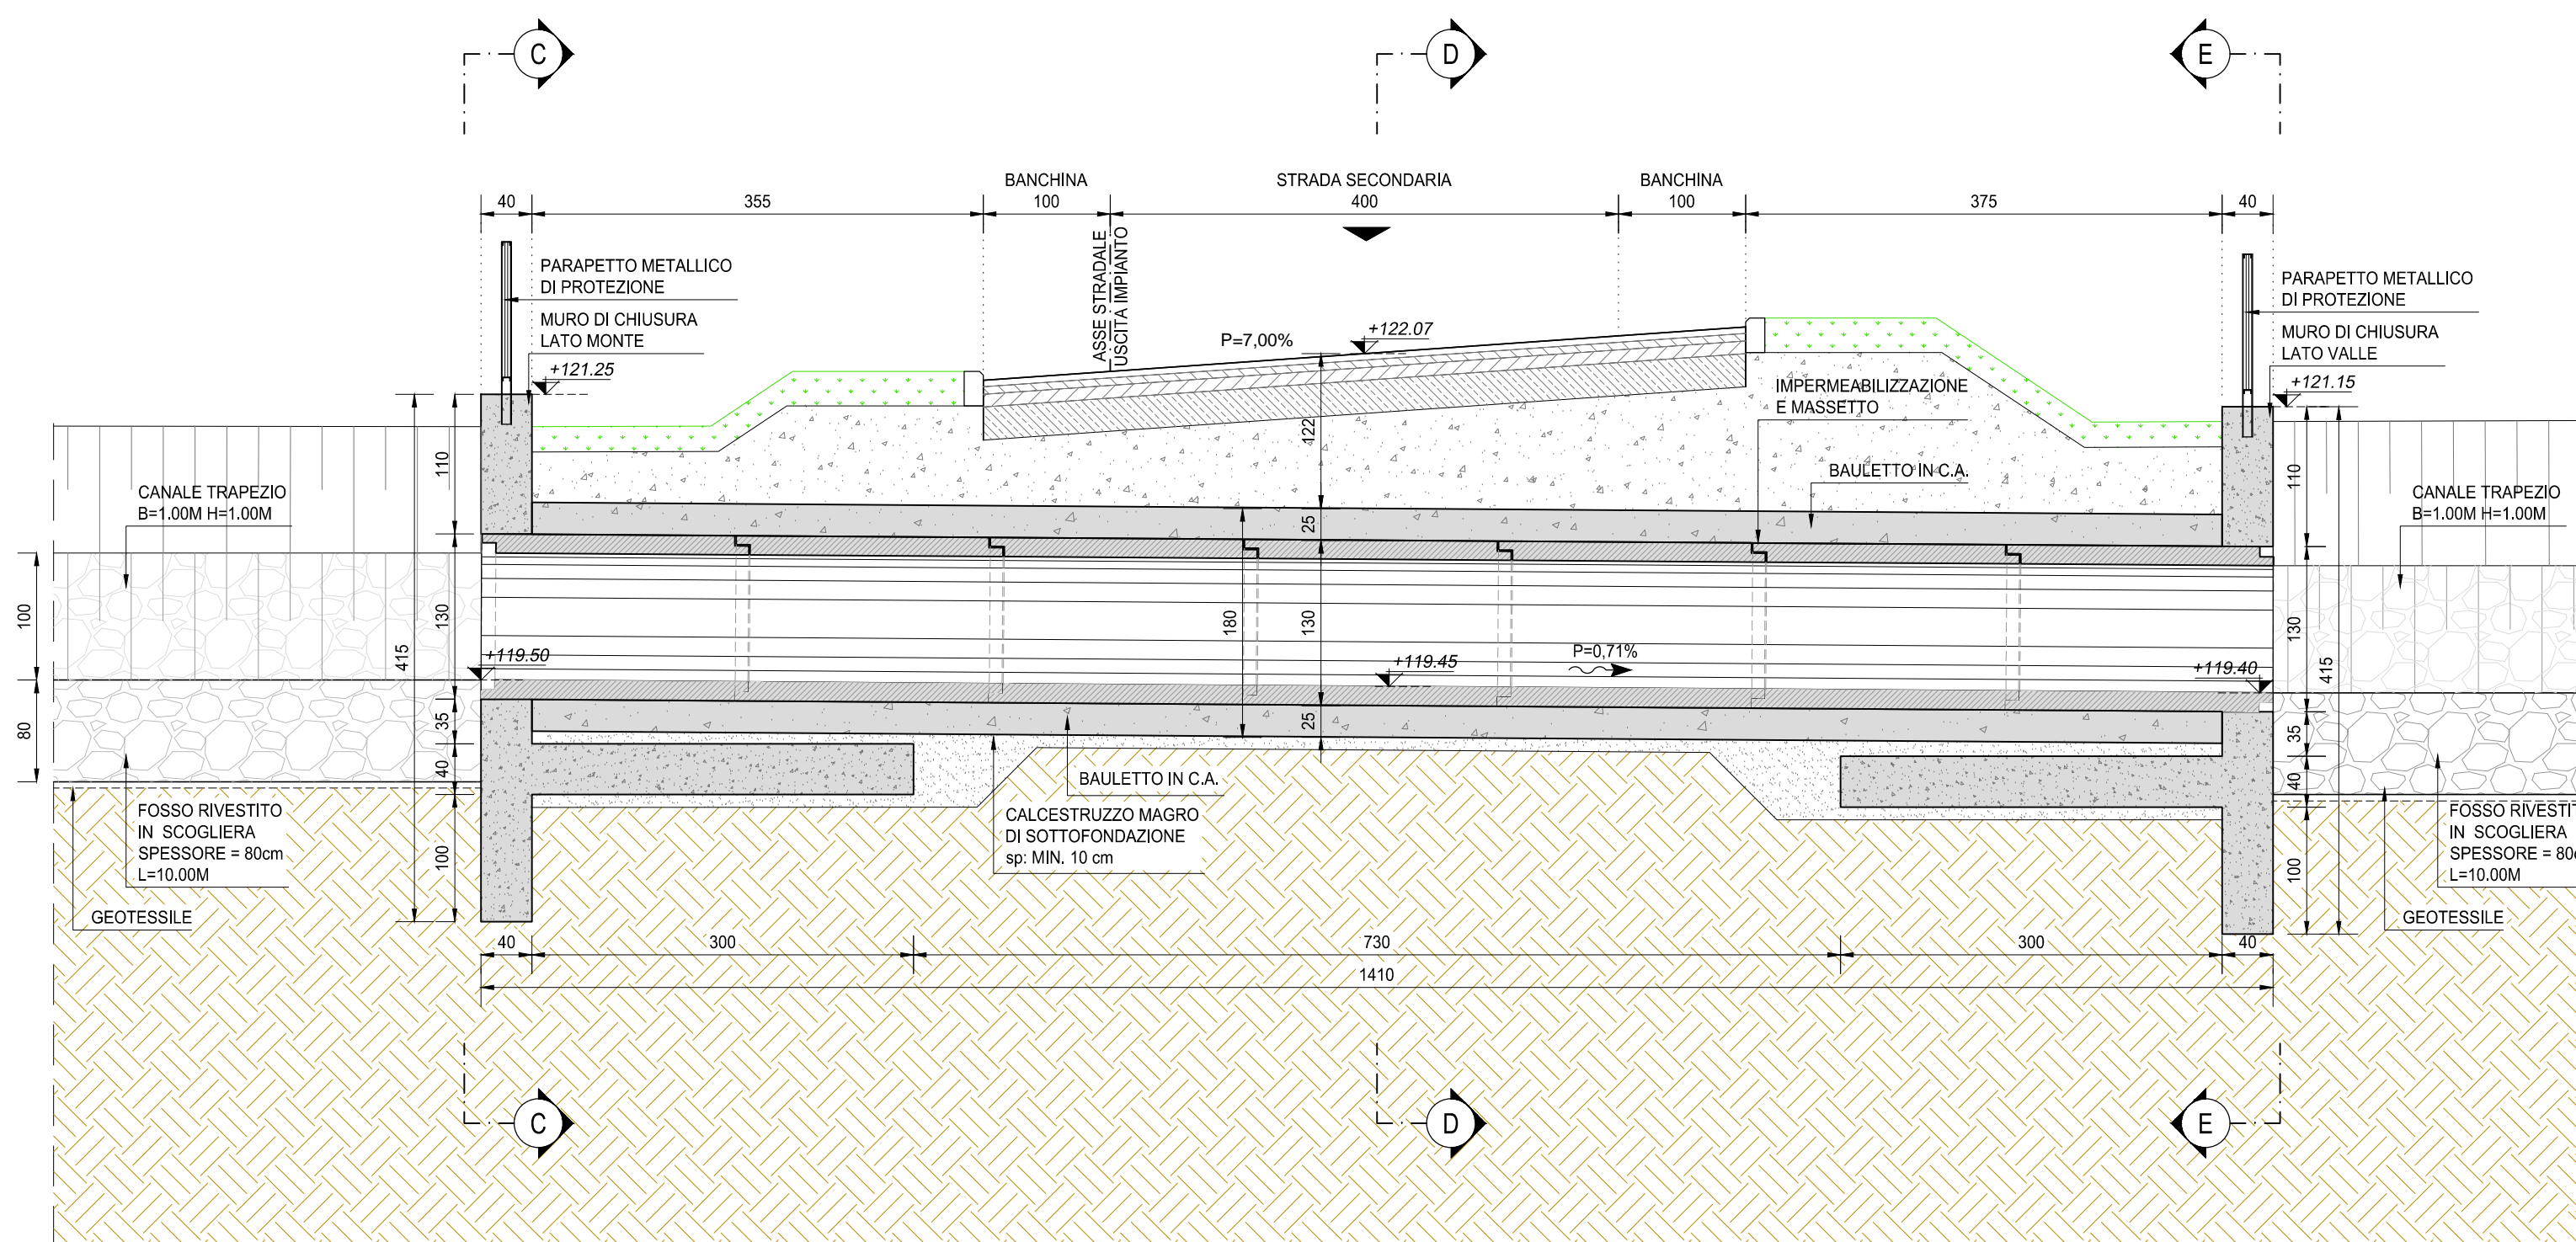 C
D
E
BANCHINA
STRADA SECONDARIA
BANCHINA
40
355
100
400
100
375
40
ASSE STRADALE
USCITA IMPIANTO
PARAPETTO METALLICO
DI PROTEZIONE
MURO DI CHIUSURA
LATO MONTE
+121.25
P=7,00%
+122.07
PARAPETTO METALLICO
DI PROTEZIONE
MURO DI CHIUSURA
LATO VALLE
+121.15
IMPERMEABILIZZAZIONE
E MASSETTO
BAULETTO IN C.A.
CANALE TRAPEZIO
B=1.00M H=1.00M
CANALE TRAPEZIO
B=1.00M H=1.00M
110
122
110
25
100
130
415
180
130
130
415
+119.50
+119.45
P=0,71%
+119.40
80
35
40
100
25
35
40
100
BAULETTO IN C.A.
CALCESTRUZZO MAGRO
DI SOTTOFONDAZIONE
sp: MIN. 10 cm
FOSSO RIVESTITO
IN SCOGLIERA
SPESSORE = 80cm
L=10.00M
GEOTESSILE
FOSSO RIVESTIT
IN SCOGLIERA
SPESSORE = 80c
L=10.00M
GEOTESSILE
40
300
730
300
40
1410
C
D
E